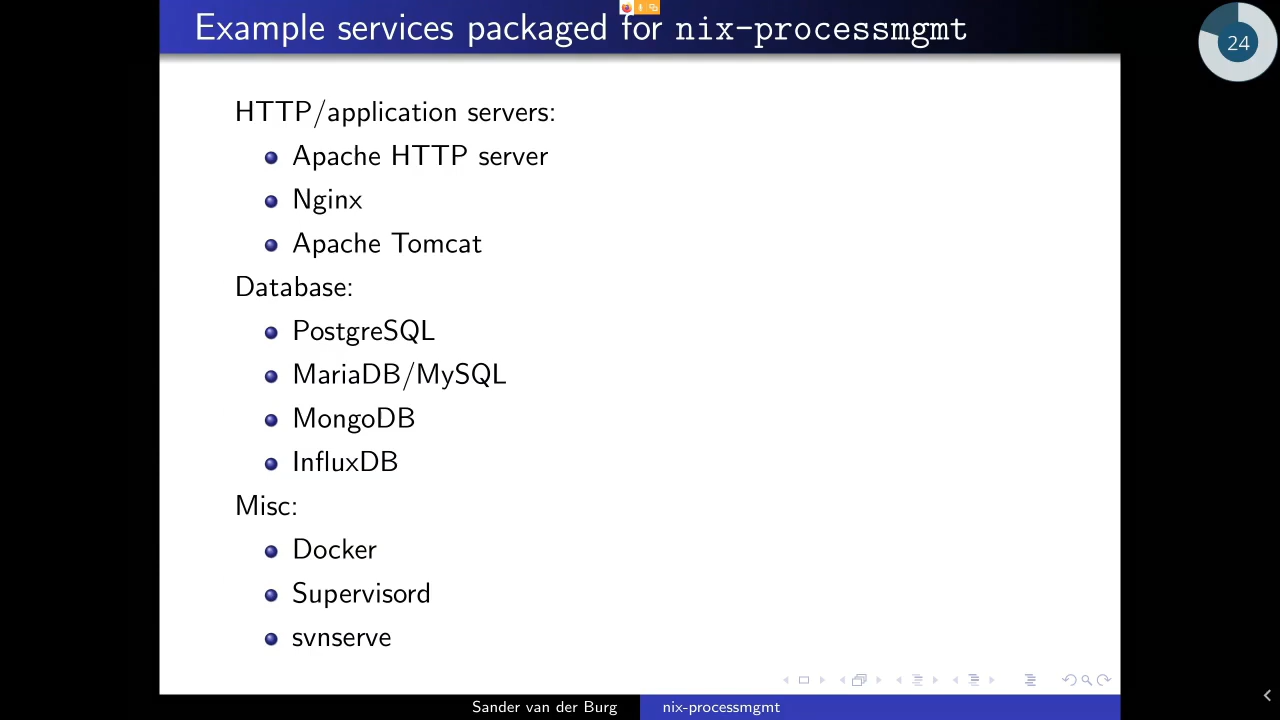 Example services packaged for nix-processmgmt
24
HTTP/application servers:
Apache HTTP server
Nginx
Apache Tomcat
Database:
PostgreSQL
MariaDB/MySQL
MongoDB
InfluxDB
Misc:
Docker
Supervisord
svnserve
Sander van der Burg
nix-processmgmt